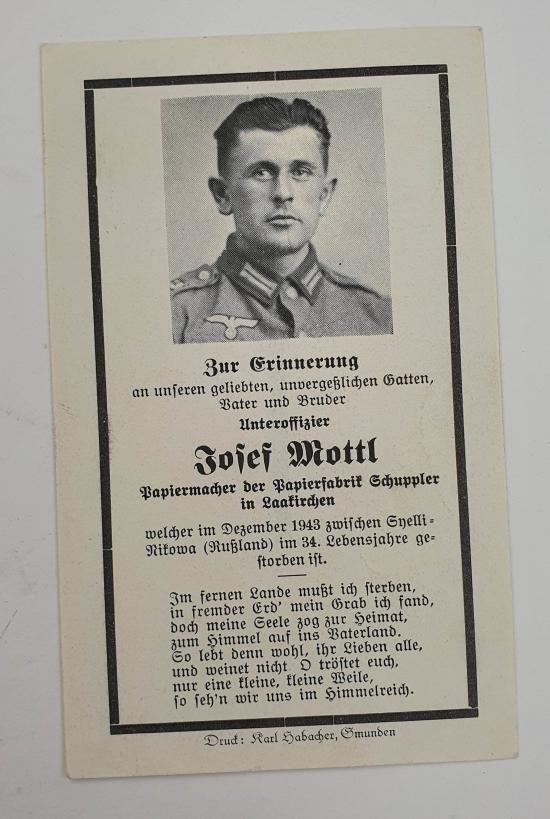 Zur Erinnerung
an unseren geliebten, unvergeßlichen Gatten,
Vater und Bruder
Unteroffizier
Josef Mottl
Papiermacher der Papierfabrik Schuppler
in Laakirchen
welcher im Dezember 1943 zwischen Snelli-
Nikowa (Rußland) im 34. Lebensjahre ge-
storben ist.
Im fernen Lande mußt ich sterben,
in fremder Erd' mein Grab ich fand,
doch meine Seele zog zur Heimat,
zum Himmel auf ins Vaterland.
So lebt denn wohl, ihr Lieben alle,
und weinet nicht O tröstet euch,
nur eine kleine, kleine Weile,
so seh'n wir uns im Himmelreich.
Druck: Karl Habacher, Gmunden